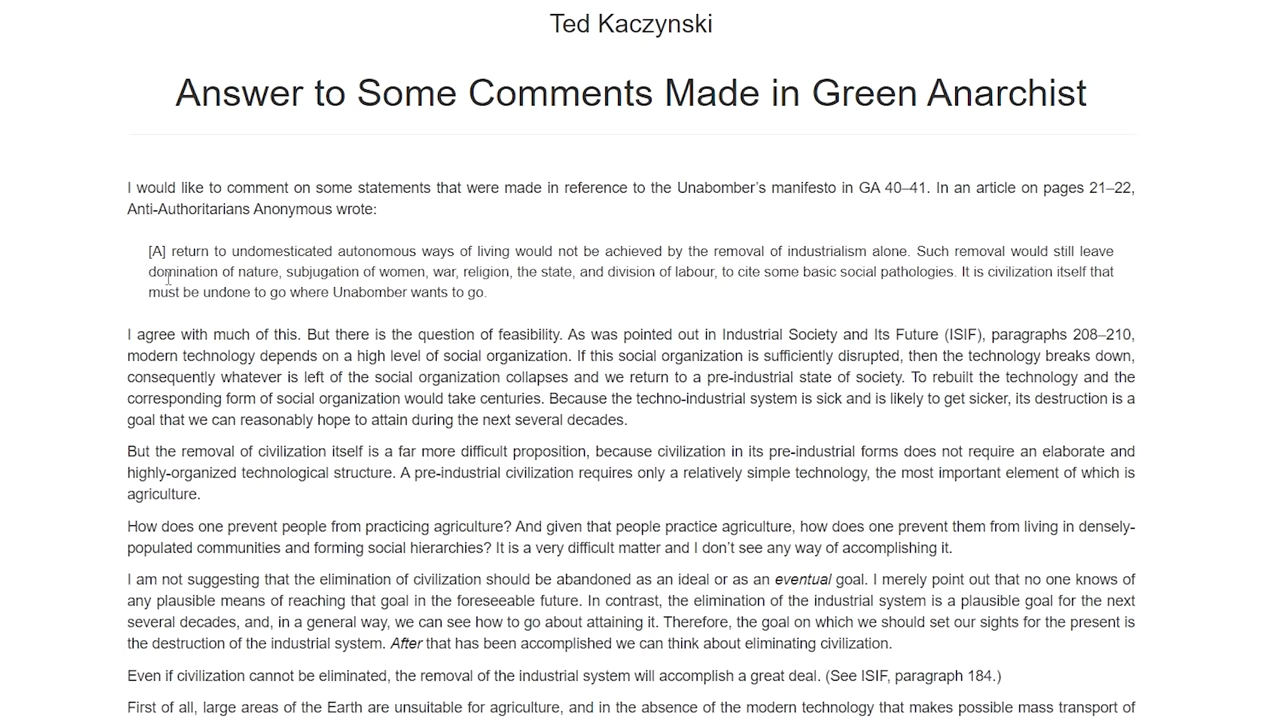 Ted Kaczynski
Answer to Some Comments Made in Green Anarchist
I would like to comment on some statements that were made in reference to the Unabomber’s manifesto in GA 40–41. In an article on pages 21–22,
Anti-Authoritarians Anonymous wrote:
[A] return to undomesticated autonomous ways of living would not be achieved by the removal of industrialism alone. Such removal would still leave
domination of nature, subjugation of women, war, religion, the state, and division of labour, to cite some basic social pathologies. It is civilization itself that
must be undone to go where Unabomber wants to go.
I agree with much of this. But there is the question of feasibility. As was pointed out in Industrial Society and Its Future (ISIF), paragraphs 208–210,
modern technology depends on a high level of social organization. If this social organization is sufficiently disrupted, then the technology breaks down,
consequently whatever is left of the social organization collapses and we return to a pre-industrial state of society. To rebuilt the technology and the
corresponding form of social organization would take centuries. Because the techno-industrial system is sick and is likely to get sicker, its destruction is a
goal that we can reasonably hope to attain during the next several decades.
But the removal of civilization itself is a far more difficult proposition, because civilization in its pre-industrial forms does not require an elaborate and
highly-organized technological structure. A pre-industrial civilization requires only a relatively simple technology, the most important element of which is
agriculture.
How does one prevent people from practicing agriculture? And given that people practice agriculture, how does one prevent them from living in densely-
populated communities and forming social hierarchies? It is a very difficult matter and I don’t see any way of accomplishing it.
I am not suggesting that the elimination of civilization should be abandoned as an ideal or as an eventual goal. I merely point out that no one knows of
any plausible means of reaching that goal in the foreseeable future. In contrast, the elimination of the industrial system is a plausible goal for the next
several decades, and, in a general way, we can see how to go about attaining it. Therefore, the goal on which we should set our sights for the present is
the destruction of the industrial system. After that has been accomplished we can think about eliminating civilization.
Even if civilization cannot be eliminated, the removal of the industrial system will accomplish a great deal. (See ISIF, paragraph 184.)
First of all, large areas of the Earth are unsuitable for agriculture, and in the absence of the modern technology that makes possible mass transport of